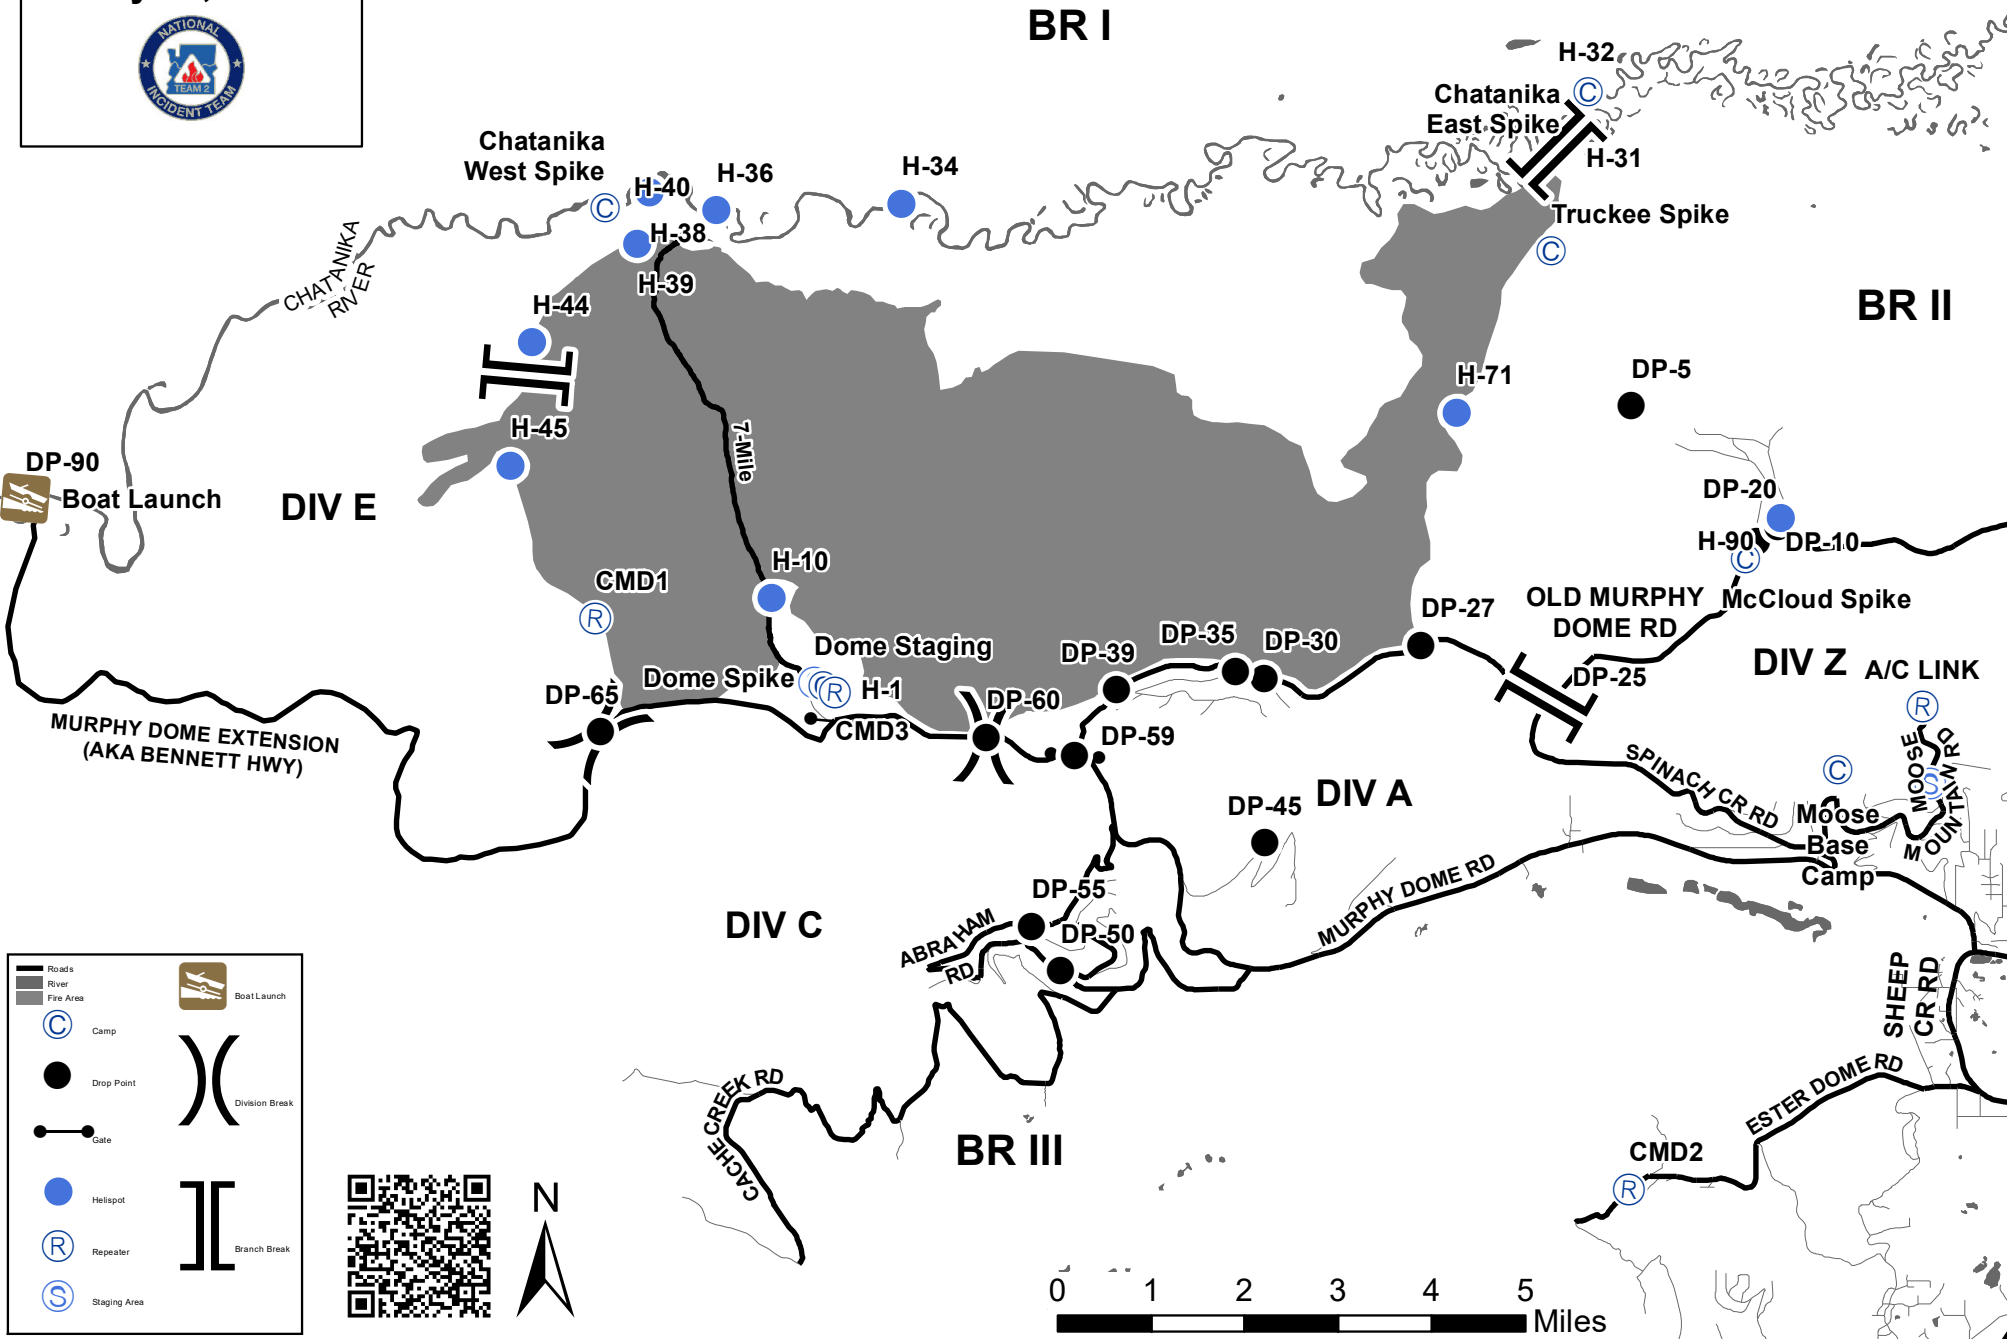 NATIONAL
TEAM 2
INCIDENT TEAM
BR I
H-32
Chatanika
East Spike
H-31
Chatanika
West Spike
H-40
H-36
H-34
H-38
H-39
Truckee Spike
CHATANIKA
RIVER
H-44
BR II
H-71
DP-5
H-45
7-Mile
DP-90
Boat Launch
DIV E
DP-20
H-90
DP-10
H-10
CMD1
R
OLD MURPHY
DOME RD
McCloud Spike
DP-27
DP-35
DP-30
DP-39
Dome Staging
Dome Spike
R
H-1
DP-25
DIV Z
A/C LINK
R
DP-65
DP-60
CMD3
DP-59
MURPHY DOME EXTENSION
(AKA BENNETT HWY)
SPINACH CR RD
MOOSE
MOUNTAIN RD
C
S
DIV A
DP-45
Moose
Base
Camp
MURPHY DOME RD
DP-55
DP-50
DIV C
ABRAHAM
RD
SHEEP
CR RD
CACHE CREEK RD
ESTER DOME RD
BR III
CMD2
R
Roads
River
Fire Area
C Camp
Drop Point
Gate
Helispot
R Repeater
S Staging Area
Boat Launch
Division Break
Branch Break
N
0 1 2 3 4 5
Miles